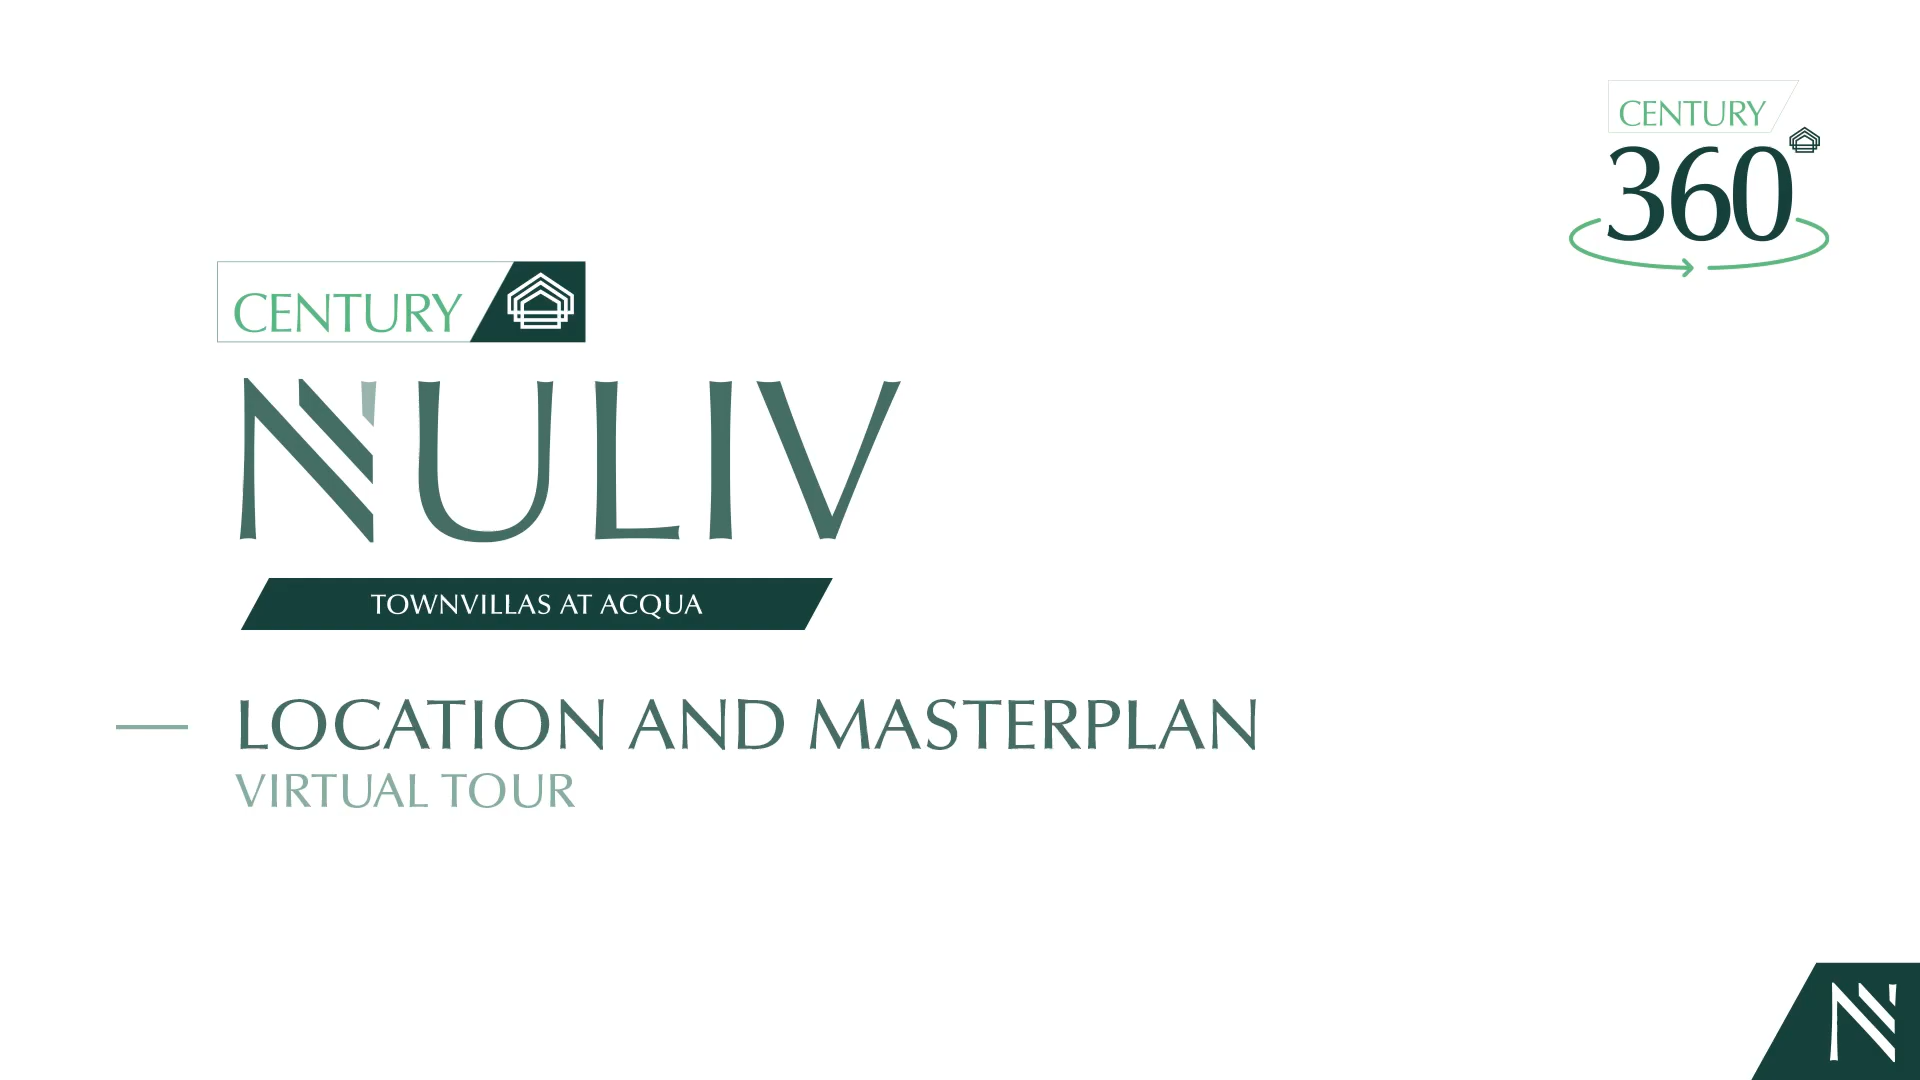 CENTURY
360
CENTURY
NULIV
TOWNVILLAS AT ACQUA
LOCATION AND MASTERPLAN
VIRTUAL TOUR
N